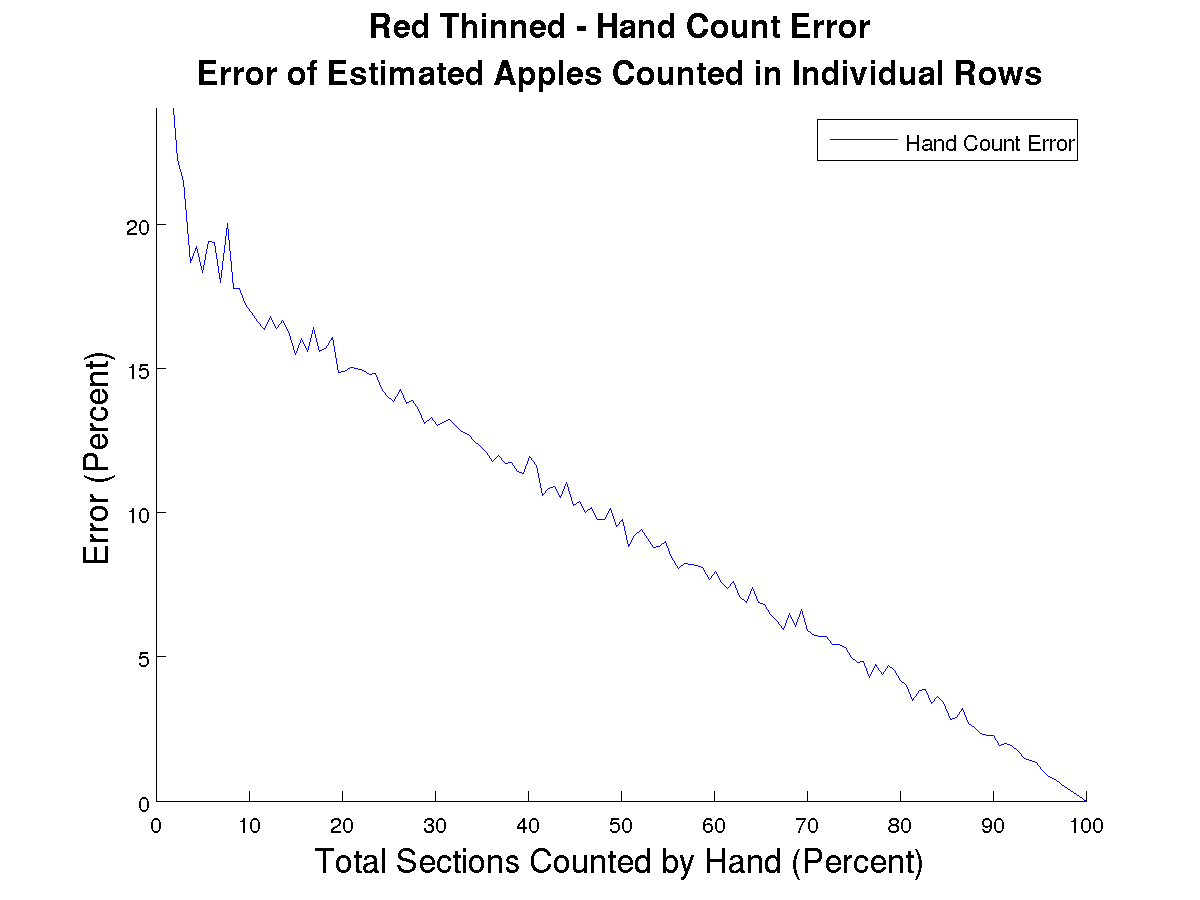 Red Thinned - Hand Count Error
Error of Estimated Apples Counted in Individual Rows
Hand Count Error
20
15
10
5
0
Error (Percent)
0 10 20 30 40 50 60 70 80 90 100
Total Sections Counted by Hand (Percent)